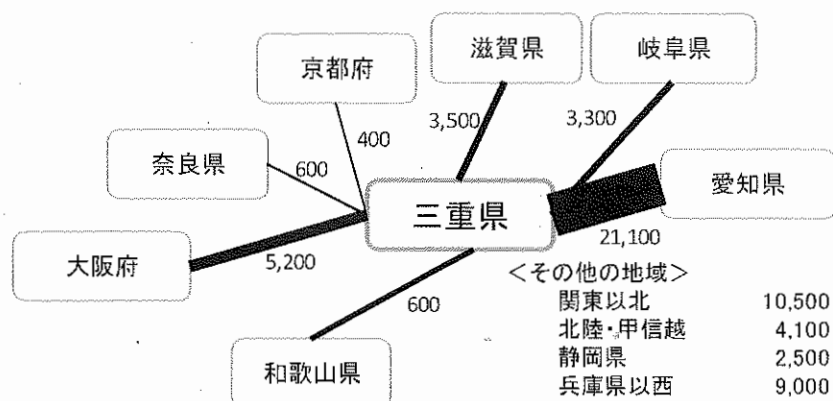 滋賀県
岐阜県
京都府
3,500
3,300
400
奈良県
600
愛知県
三重県
21,100
大阪府
5,200
600
和歌山県
<その他の地域>
関東以北 10,500
北陸・甲信越 4,100
静岡県 2,500
兵庫県以西 9,000